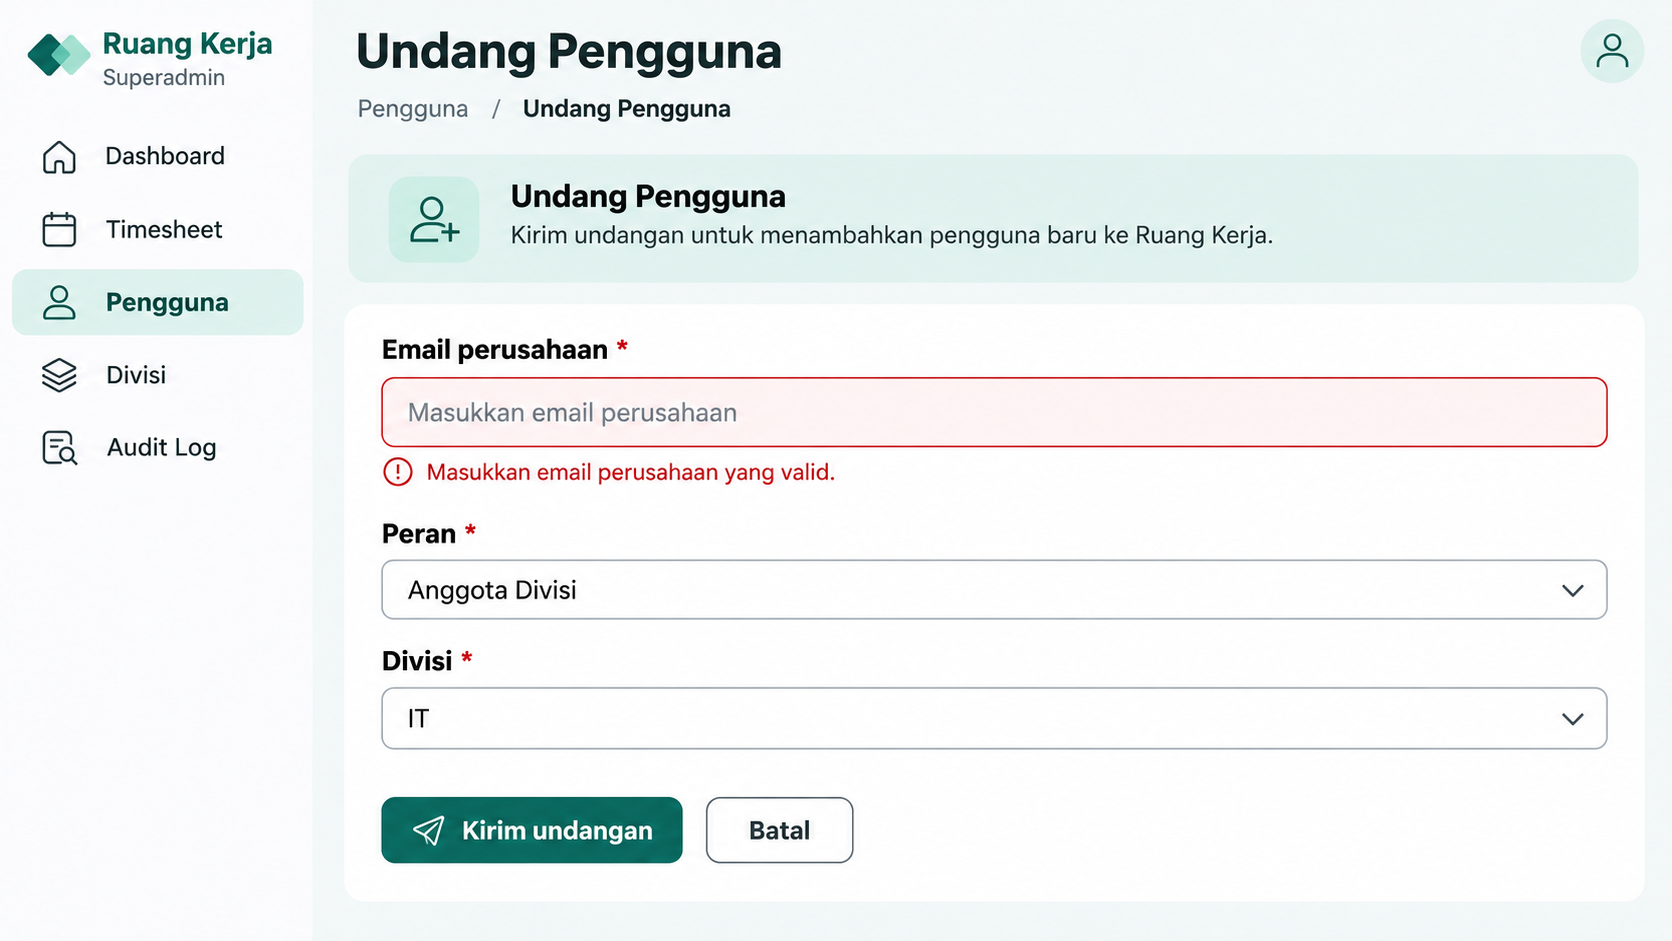 Ruang Kerja
Superadmin
Dashboard
Timesheet
Pengguna
Divisi
Audit Log
Undang Pengguna
Pengguna / Undang Pengguna
Undang Pengguna
Kirim undangan untuk menambahkan pengguna baru ke Ruang Kerja.
Email perusahaan *
Masukkan email perusahaan
Masukkan email perusahaan yang valid.
Peran *
Anggota Divisi
Divisi *
IT
Kirim undangan
Batal